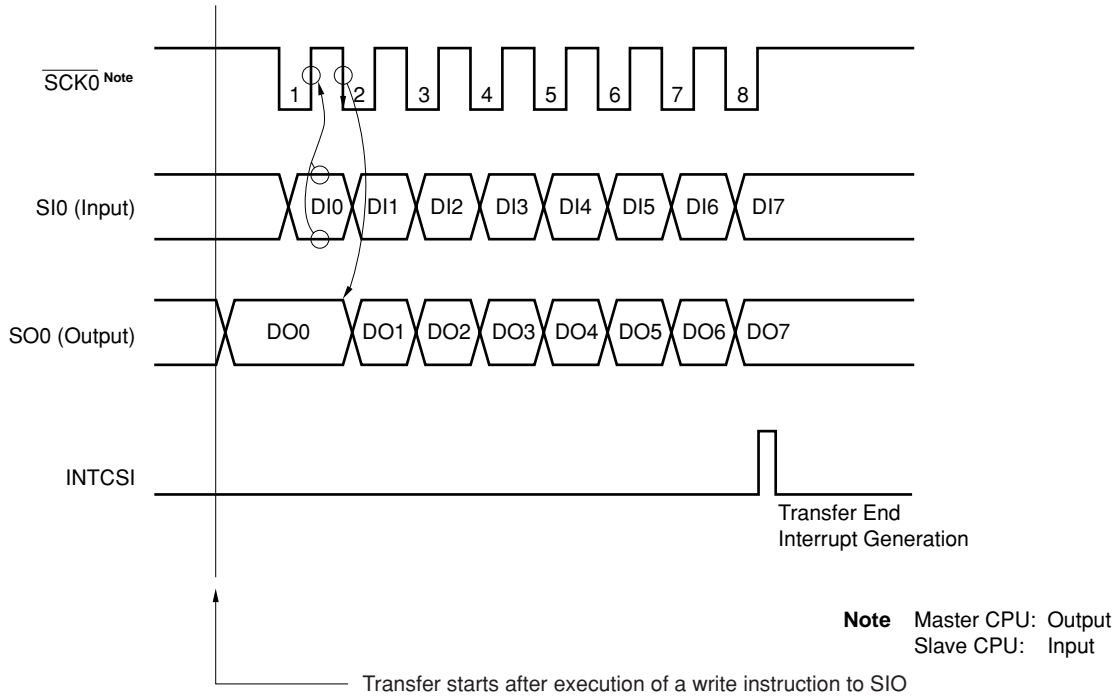 SCK0 Note
1 2 3 4 5 6 7 8
SI0 (Input)
DI0 DI1 DI2 DI3 DI4 DI5 DI6 DI7
SO0 (Output)
DO0 DO1 DO2 DO3 DO4 DO5 DO6 DO7
INTCSI
Transfer End
Interrupt Generation
Note Master CPU: Output
Slave CPU: Input
Transfer starts after execution of a write instruction to SIO